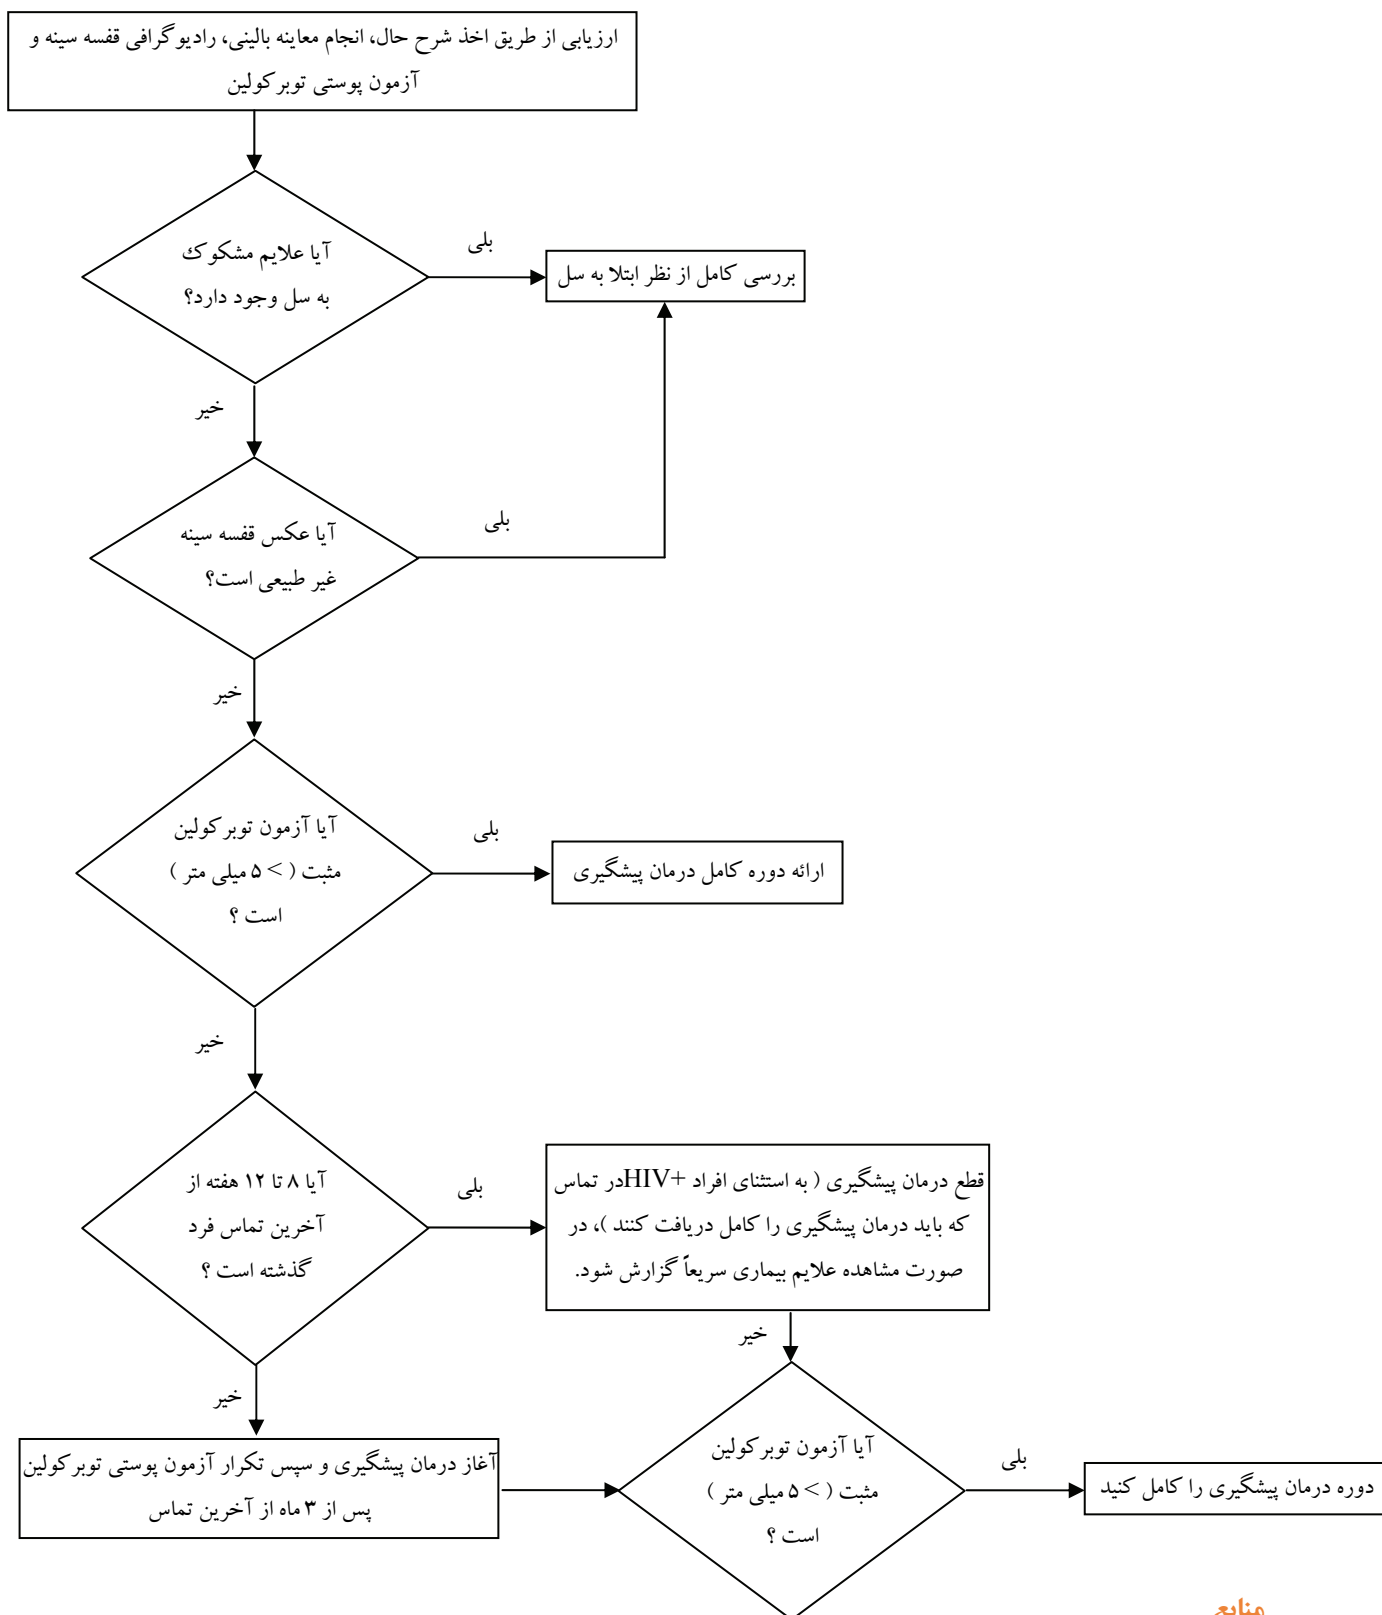 ارزیابی از طریق اخذ شرح حال، انجام معاینه بالینی، رادیوگرافی قفسه سینه و
آزمون پوستی توبرکولین
آیا علایم مشکوک
به سل وجود دارد؟
بلی
بررسی کامل از نظر ابتلا به سل
خیر
آیا عکس قفسه سینه
غیر طبیعی است؟
بلی
خیر
آیا آزمون توبرکولین
مثبت ( > ۵ میلی متر )
است ؟
بلی
ارائه دوره کامل درمان پیشگیری
خیر
آیا ۸ تا ۱۲ هفته از
آخرین تماس فرد
گذشته است ؟
بلی
قطع درمان پیشگیری ( به استثنای افراد +HIVدر تماس
که باید درمان پیشگیری را کامل دریافت کنند )، در
صورت مشاهده علایم بیماری سریعاً گزارش شود.
خیر
خیر
آغاز درمان پیشگیری و سپس تکرار آزمون پوستی توبرکولین
پس از ۳ ماه از آخرین تماس
آیا آزمون توبرکولین
مثبت ( > ۵ میلی متر )
است ؟
بلی
دوره درمان پیشگیری را کامل کنید
منابع